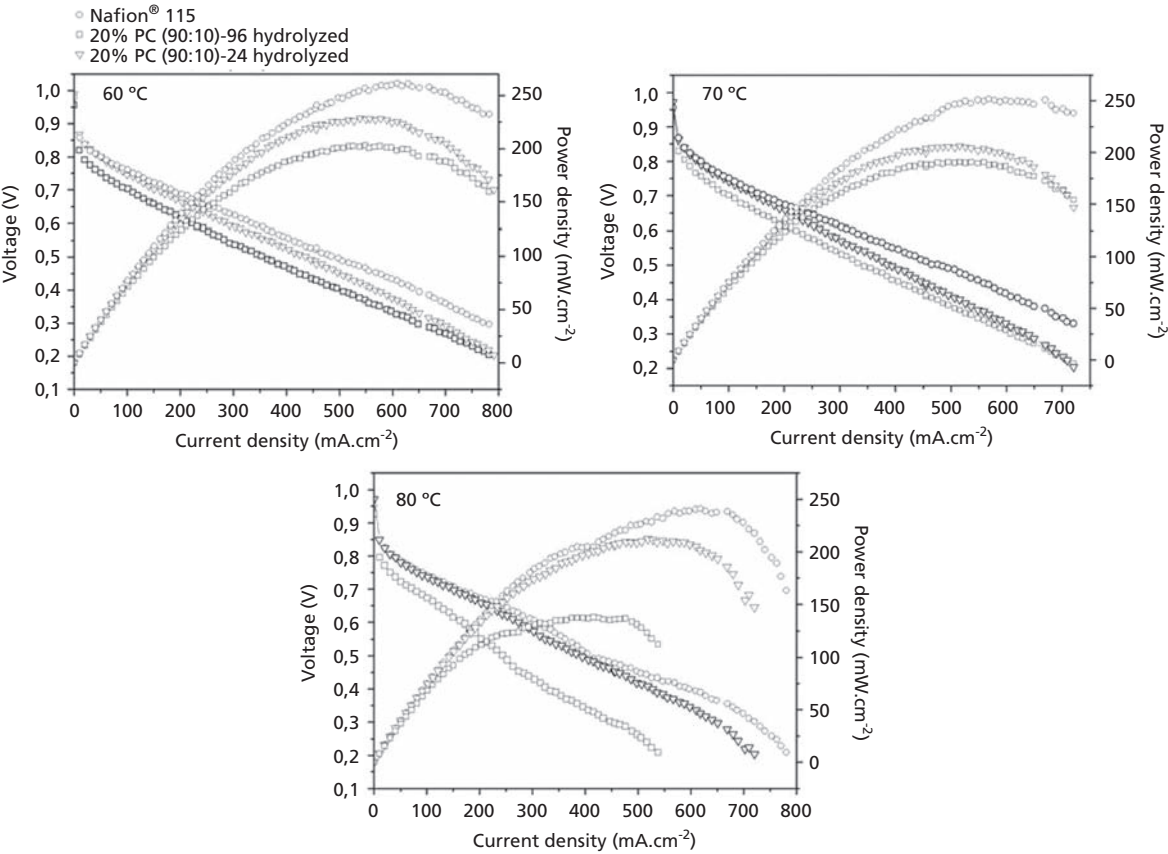 Nafion® 115
20% PC (90:10)-96 hydrolyzed
20% PC (90:10)-24 hydrolyzed
60 ºC
1,0
0,9
0,8
0,7
0,6
0,5
0,4
0,3
0,2
0,1
Voltage (V)
250
200
150
100
50
0
Power density (mW.cm-2)
0 100 200 300 400 500 600 700 800
Current density (mA.cm-2)
70 ºC
1,0
0,9
0,8
0,7
0,6
0,5
0,4
0,3
0,2
Voltage (V)
250
200
150
100
50
0
Power density (mW.cm-2)
0 100 200 300 400 500 600 700
Current density (mA.cm-2)
80 ºC
1,0
0,9
0,8
0,7
0,6
0,5
0,4
0,3
0,2
0,1
Voltage (V)
250
200
150
100
50
0
Power density (mW.cm-2)
0 100 200 300 400 500 600 700 800
Current density (mA.cm-2)